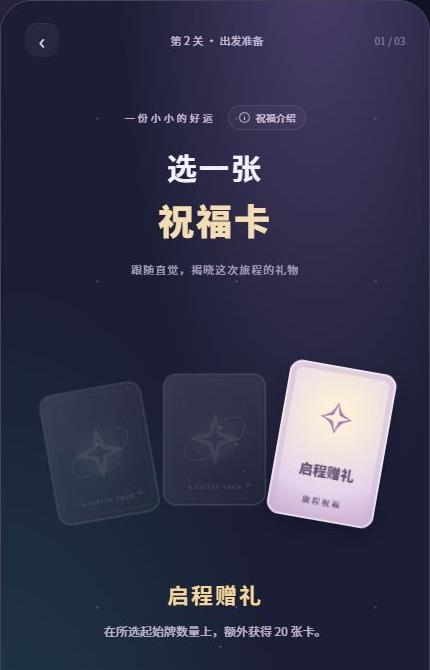 第2关·出发准备
01 / 03
一份小小的好运
祝福介绍
选一张
祝福卡
跟随直觉，揭晓这次旅程的礼物
启程赠礼
旅程祝福
启程赠礼
在所选起始牌数量上，额外获得 20 张卡。